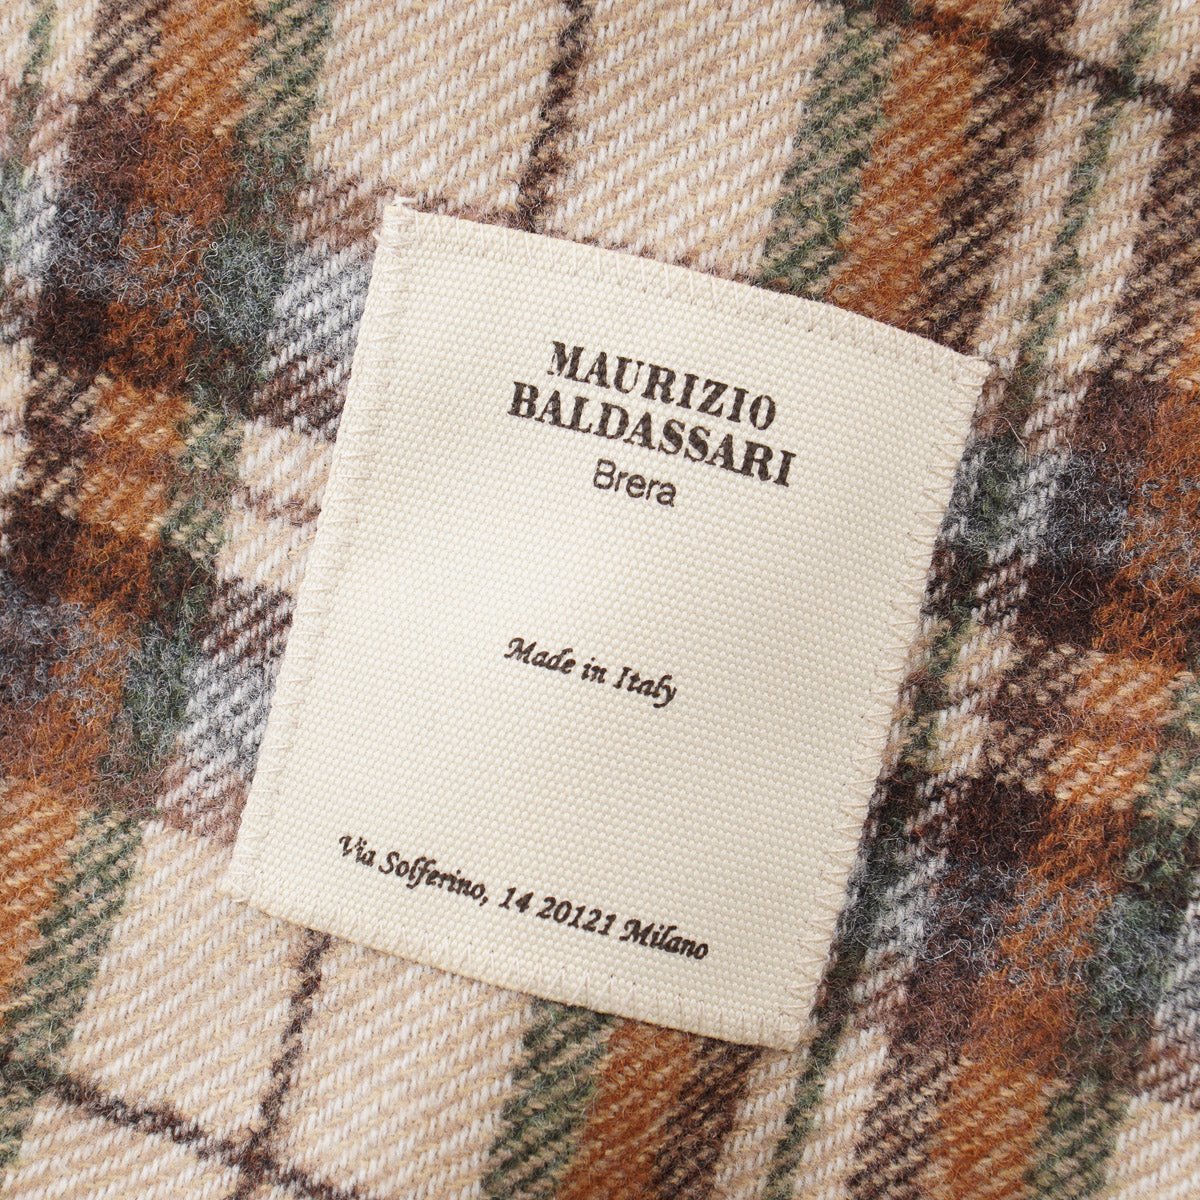 MAURIZIO
BALDASSARI
Brera
Made in Italy
Via Solferino, 14 20121 Milano